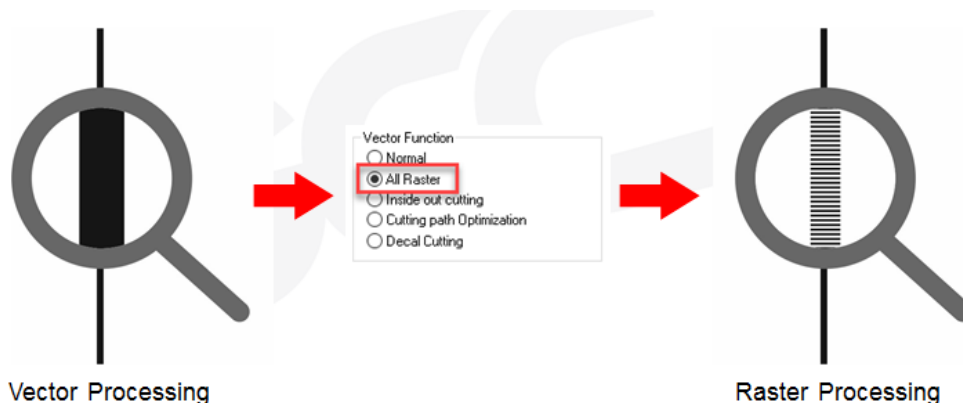 Vector Function
Normal
All Raster
Inside out cutting
Cutting path Optimization
Decal Cutting
Vector Processing
Raster Processing